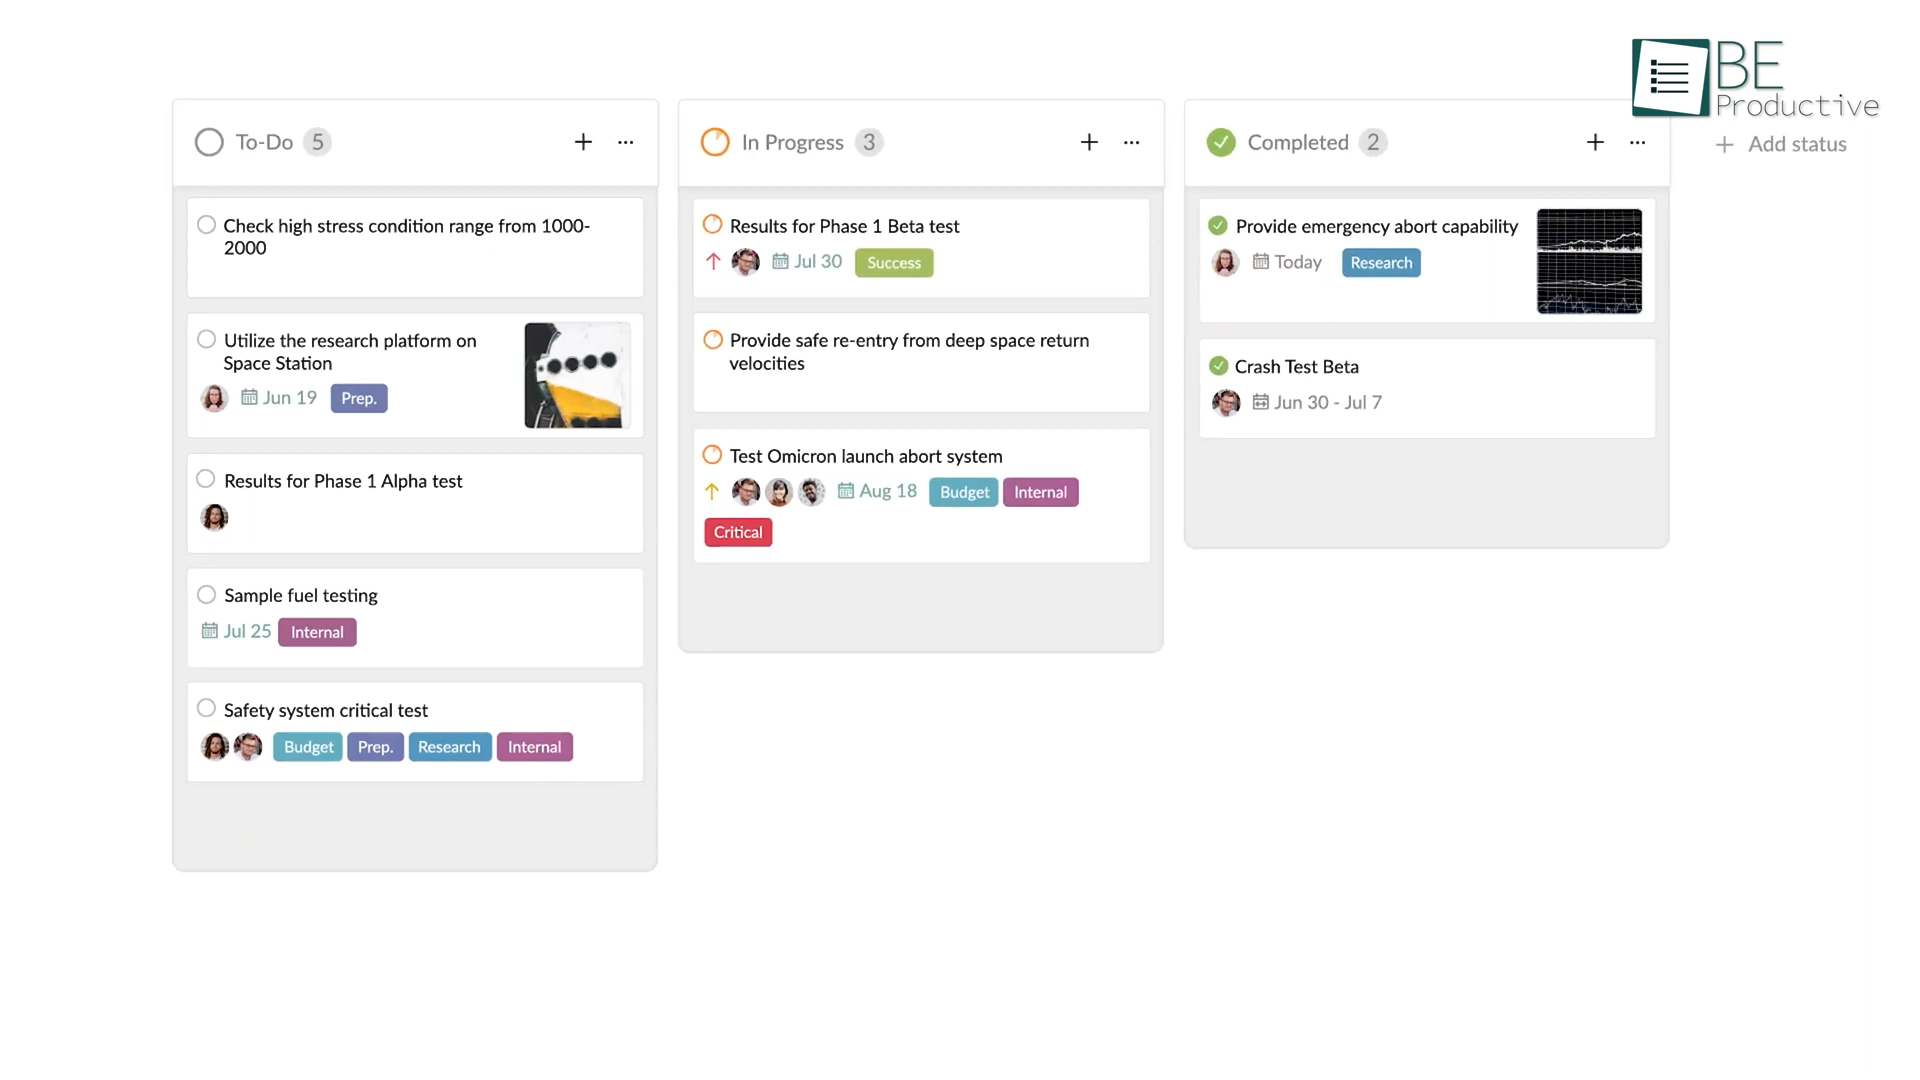 BE
Productive
To-Do 5
Check high stress condition range from 1000-
2000
Utilize the research platform on
Space Station
Jun 19 Prep.
Results for Phase 1 Alpha test
Sample fuel testing
Jul 25 Internal
Safety system critical test
Budget Prep. Research Internal
In Progress 3
Results for Phase 1 Beta test
Jul 30 Success
Provide safe re-entry from deep space return
velocities
Test Omicron launch abort system
Aug 18 Budget Internal
Critical
Completed 2
Provide emergency abort capability
Today Research
Crash Test Beta
Jun 30 - Jul 7
+ Add status